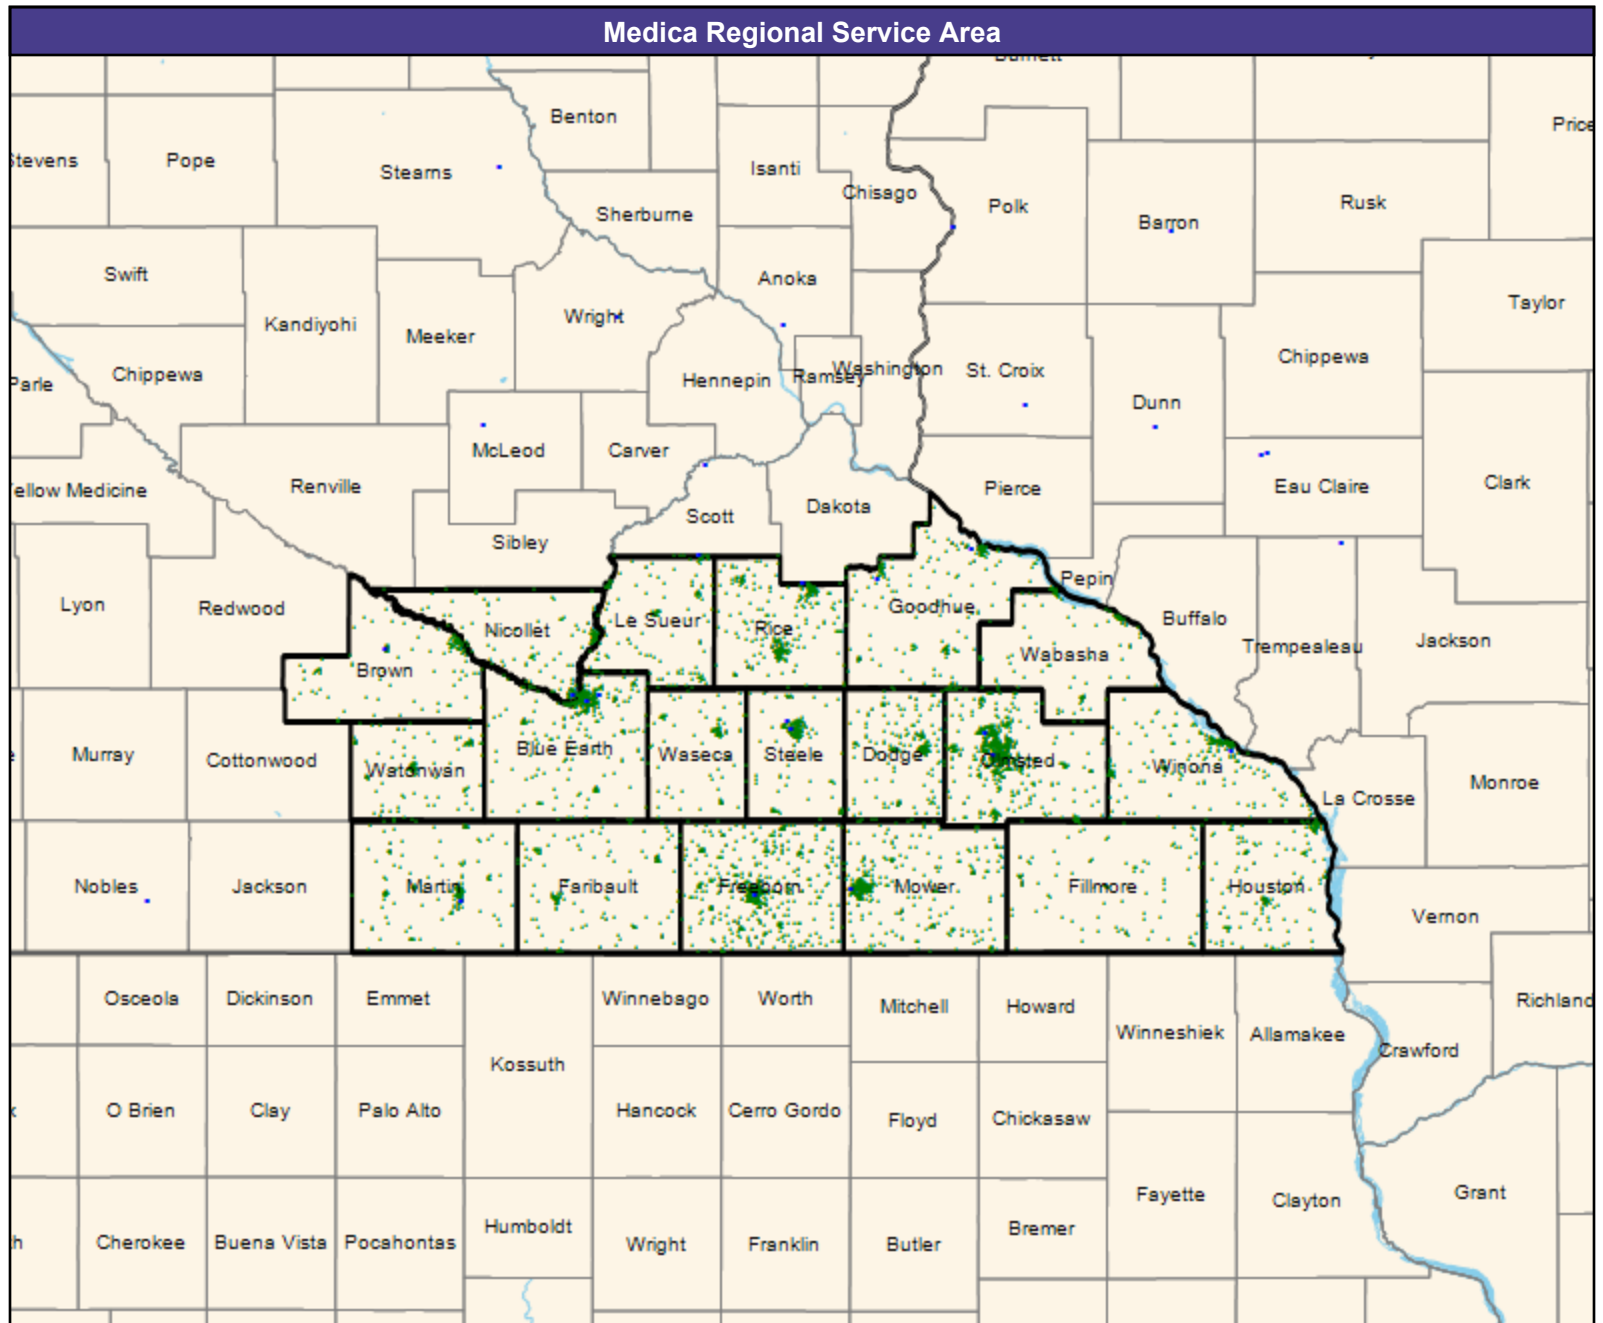 Medica Regional Service Area
Benton
Price
Pope
Stearns
Isanti
Chisago
Polk
Rusk
Sherburne
Barron
Swift
Anoka
Taylor
Kandiyohi
Wright
Meeker
Chippewa
Chippewa
Hennepin
Ramsey
Washington
St. Croix
Parle
Dunn
McLeod
Carver
Renville
Pierce
Eau Claire
Clark
ellow Medicine
Scott
Dakota
Sibley
Pepin
Lyon
Redwood
Nicollet
Le Sueur
Rice
Goodhue
Buffalo
Trempealeau
Jackson
Brown
Wabasha
Murray
Cottonwood
Watonwan
Blue Earth
Waseca
Steele
Dodge
Olmsted
Winona
La Crosse
Monroe
Nobles
Jackson
Martin
Faribault
Freeborn
Mower
Fillmore
Houston
Vernon
Osceola
Dickinson
Emmet
Winnebago
Worth
Mitchell
Howard
Richland
Winneshiek
Allamakee
Crawford
Kossuth
O Brien
Clay
Palo Alto
Hancock
Cerro Gordo
Floyd
Chickasaw
Fayette
Clayton
Grant
Cherokee
Buena Vista
Pocahontas
Humboldt
Wright
Franklin
Butler
Bremer